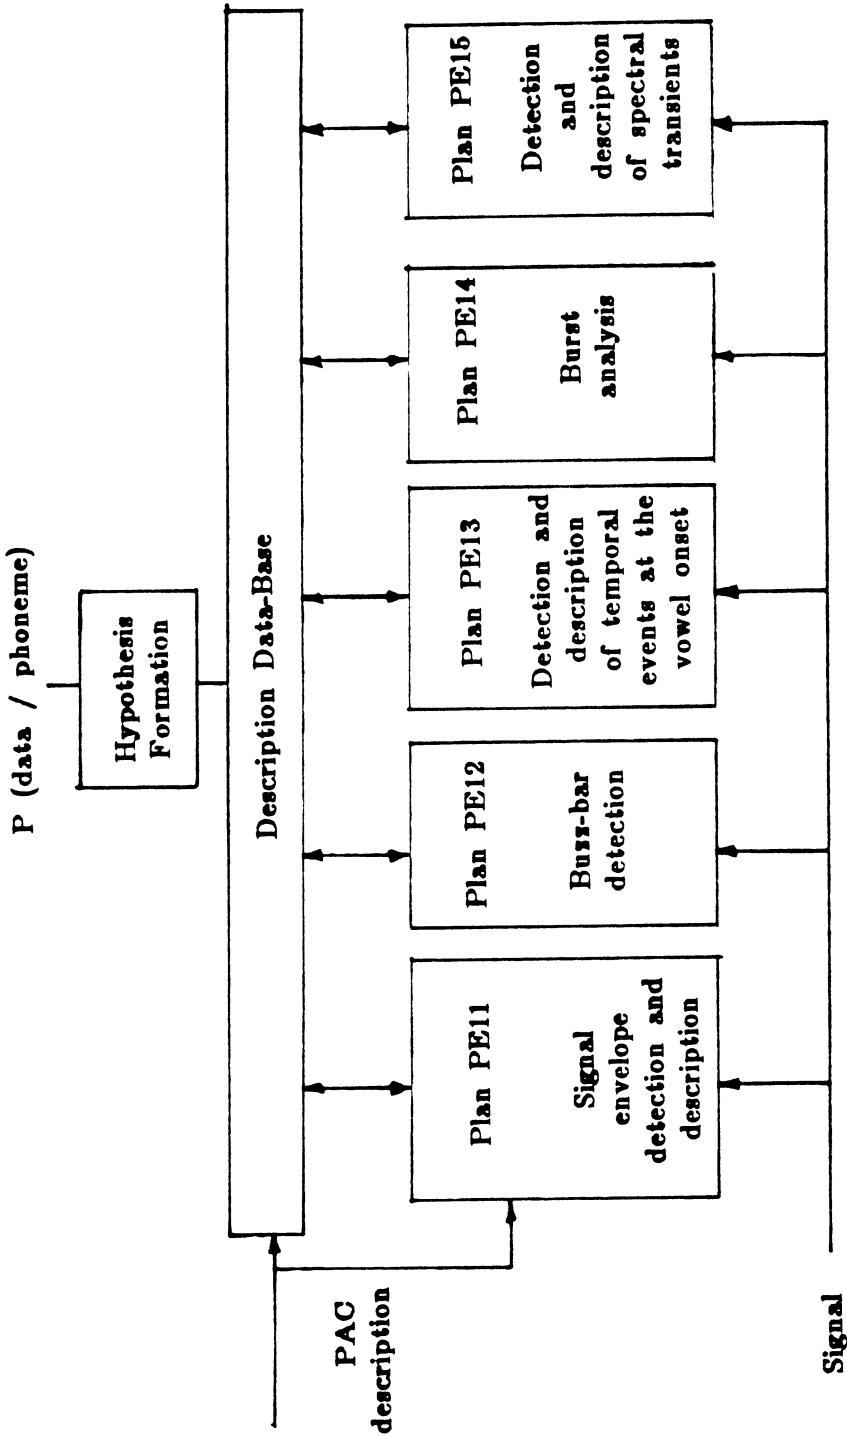 P (data / phoneme)
Hypothesis
Formation
Description Data-Base
PAC
description
Plan PE11
Signal
envelope
detection and
description
Plan PE12
Buzz-bar
detection
Plan PE13
Detection and
description
of temporal
events at the
vowel onset
Plan PE14
Burst
analysis
Plan PE15
Detection
and
description
of spectral
transients
Signal